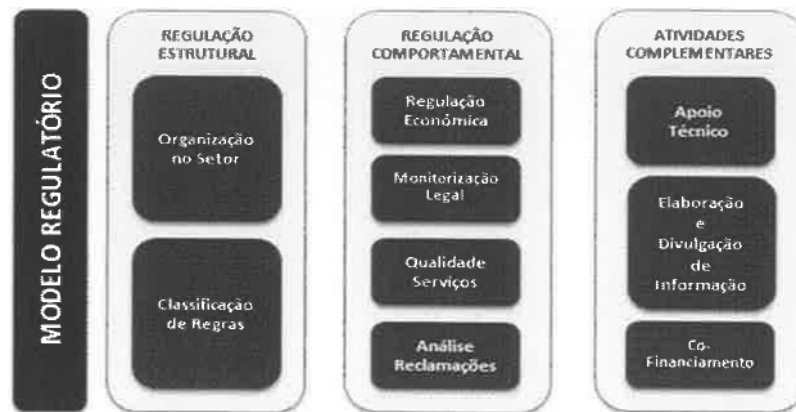 MODELO REGULATÓRIO
REGULAÇÃO
ESTRUTURAL
Organização
no Setor
Classificação
de Regras
REGULAÇÃO
COMPORTAMENTAL
Regulação
Económica
Monitorização
Legal
Qualidade
Serviços
Análise
Reclamações
ATIVIDADES
COMPLEMENTARES
Apoio
Técnico
Elaboração
e
Divulgação
de
Informação
Co-
Financiamento